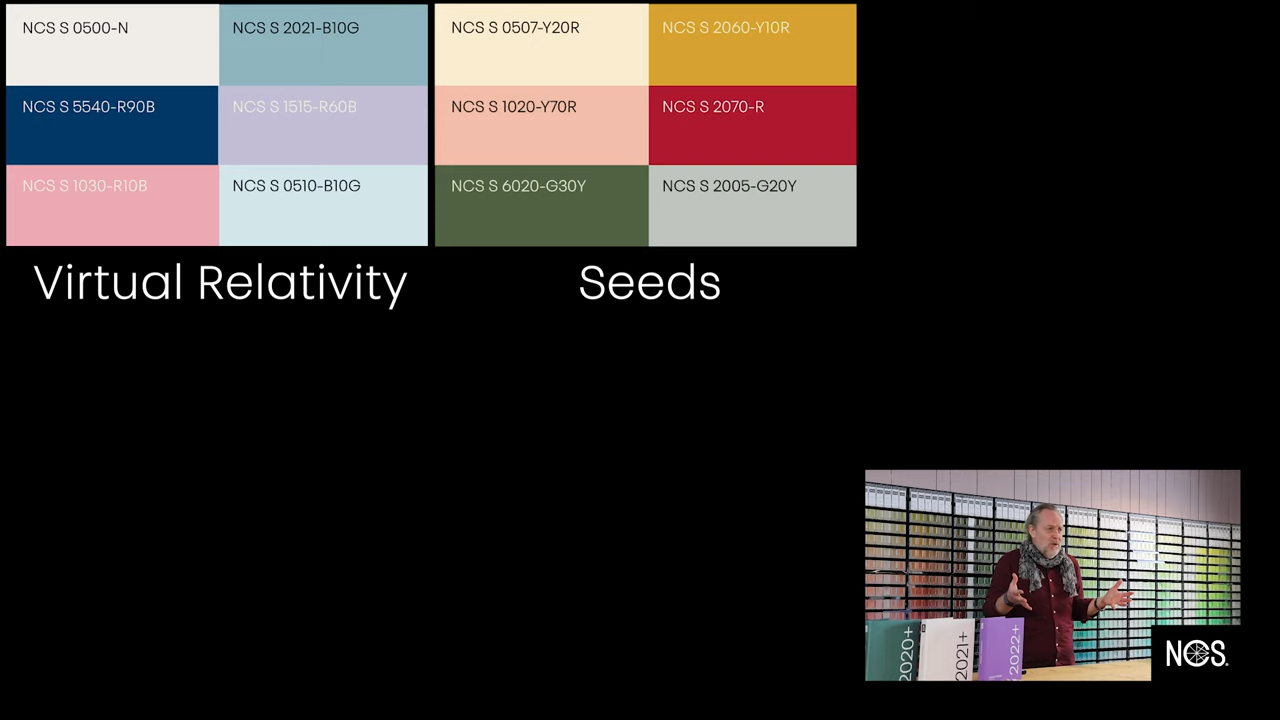 NCS S 0500-N
NCS S 2021-B10G
NCS S 5540-R90B
NCS S 1515-R60B
NCS S 1030-R10B
NCS S 0510-B10G
Virtual Relativity
NCS S 0507-Y20R
NCS S 2060-Y10R
NCS S 1020-Y70R
NCS S 2070-R
NCS S 6020-G30Y
NCS S 2005-G20Y
Seeds
2020+
2021+
2022+
NCS